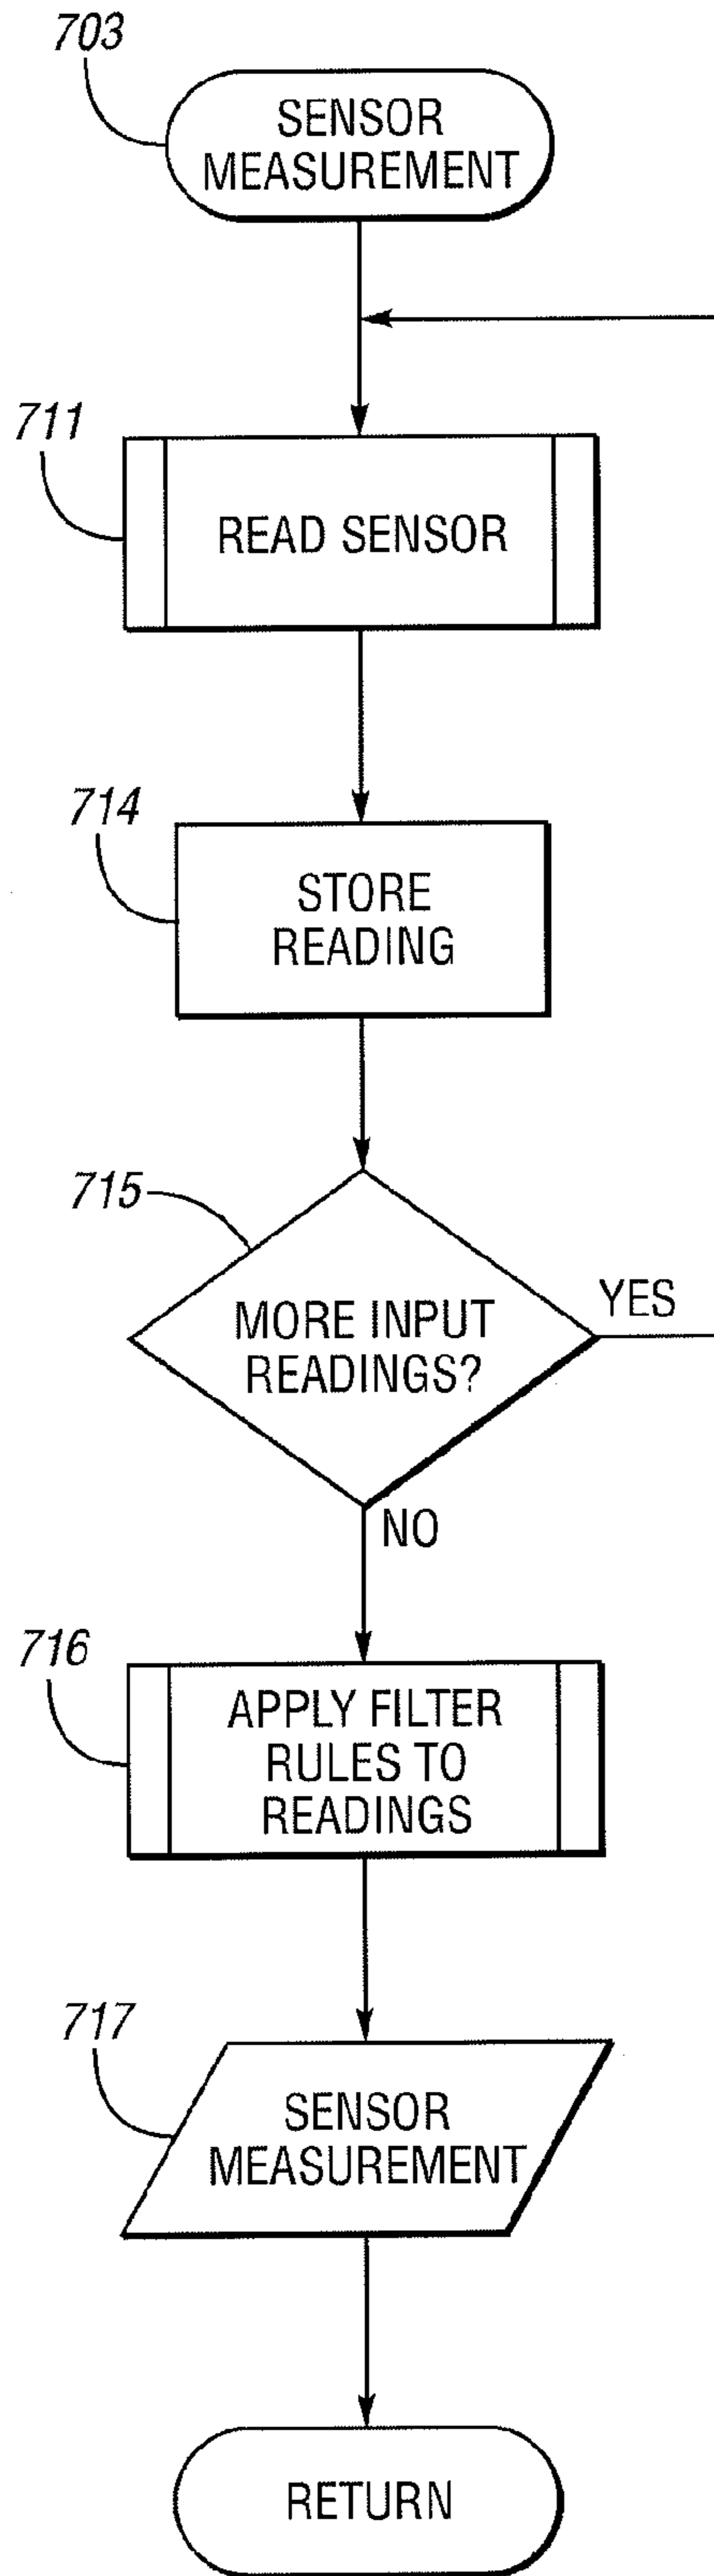 703
SENSOR
MEASUREMENT
711
READ SENSOR
714
STORE
READING
715
MORE INPUT
READINGS?
YES
NO
716
APPLY FILTER
RULES TO
READINGS
717
SENSOR
MEASUREMENT
RETURN